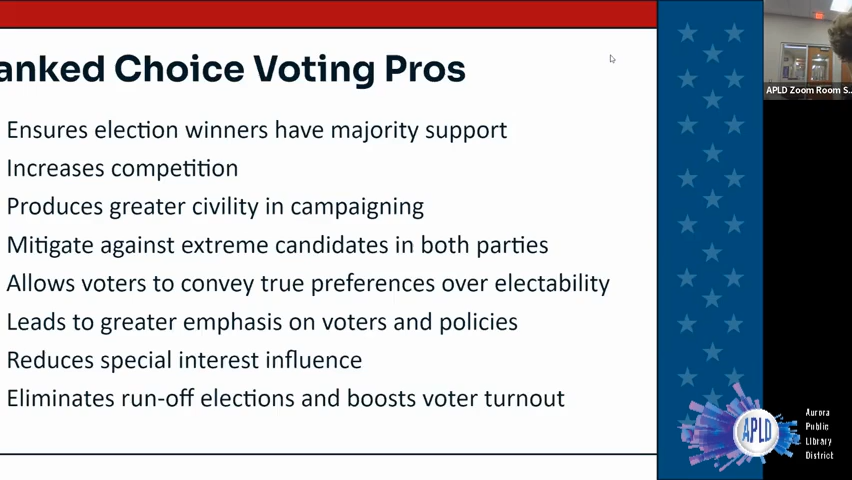 anked Choice Voting Pros
Ensures election winners have majority support
Increases competition
Produces greater civility in campaigning
Mitigate against extreme candidates in both parties
Allows voters to convey true preferences over electability
Leads to greater emphasis on voters and policies
Reduces special interest influence
Eliminates run-off elections and boosts voter turnout
APLD Zoom Room S...
APLD
Aurora
Public
Library
District